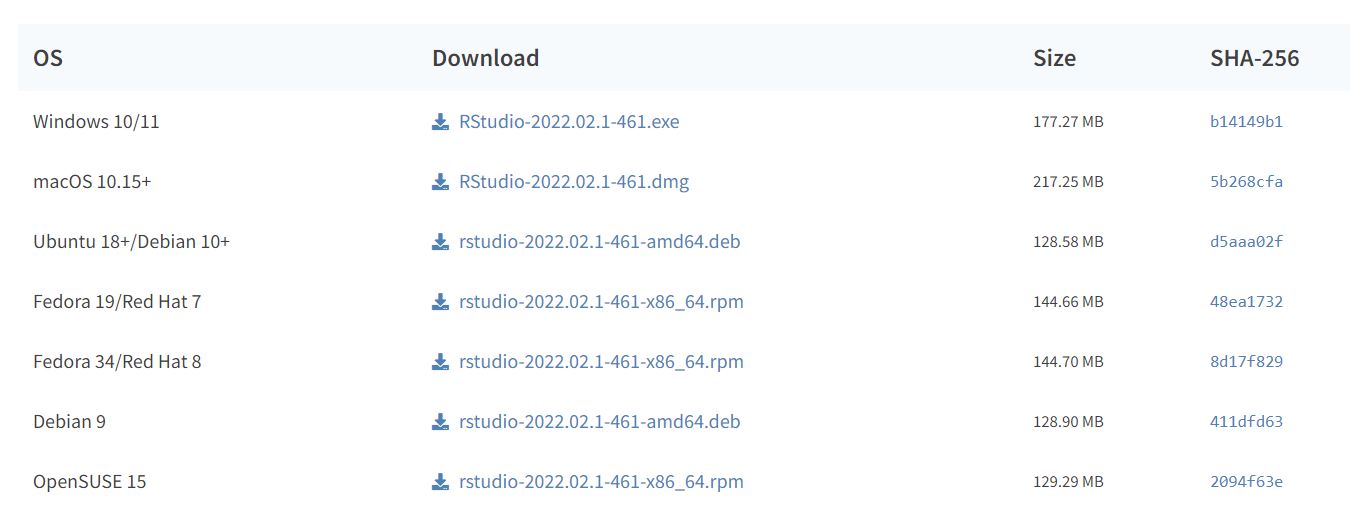 OS Download Size SHA-256
Windows 10/11 RStudio-2022.02.1-461.exe 177.27 MB b14149b1
macOS 10.15+ RStudio-2022.02.1-461.dmg 217.25 MB 5b268cfa
Ubuntu 18+/Debian 10+ rstudio-2022.02.1-461-amd64.deb 128.58 MB d5aaa02f
Fedora 19/Red Hat 7 rstudio-2022.02.1-461-x86_64.rpm 144.66 MB 48ea1732
Fedora 34/Red Hat 8 rstudio-2022.02.1-461-x86_64.rpm 144.70 MB 8d17f829
Debian 9 rstudio-2022.02.1-461-amd64.deb 128.90 MB 411dfd63
OpenSUSE 15 rstudio-2022.02.1-461-x86_64.rpm 129.29 MB 2094f63e